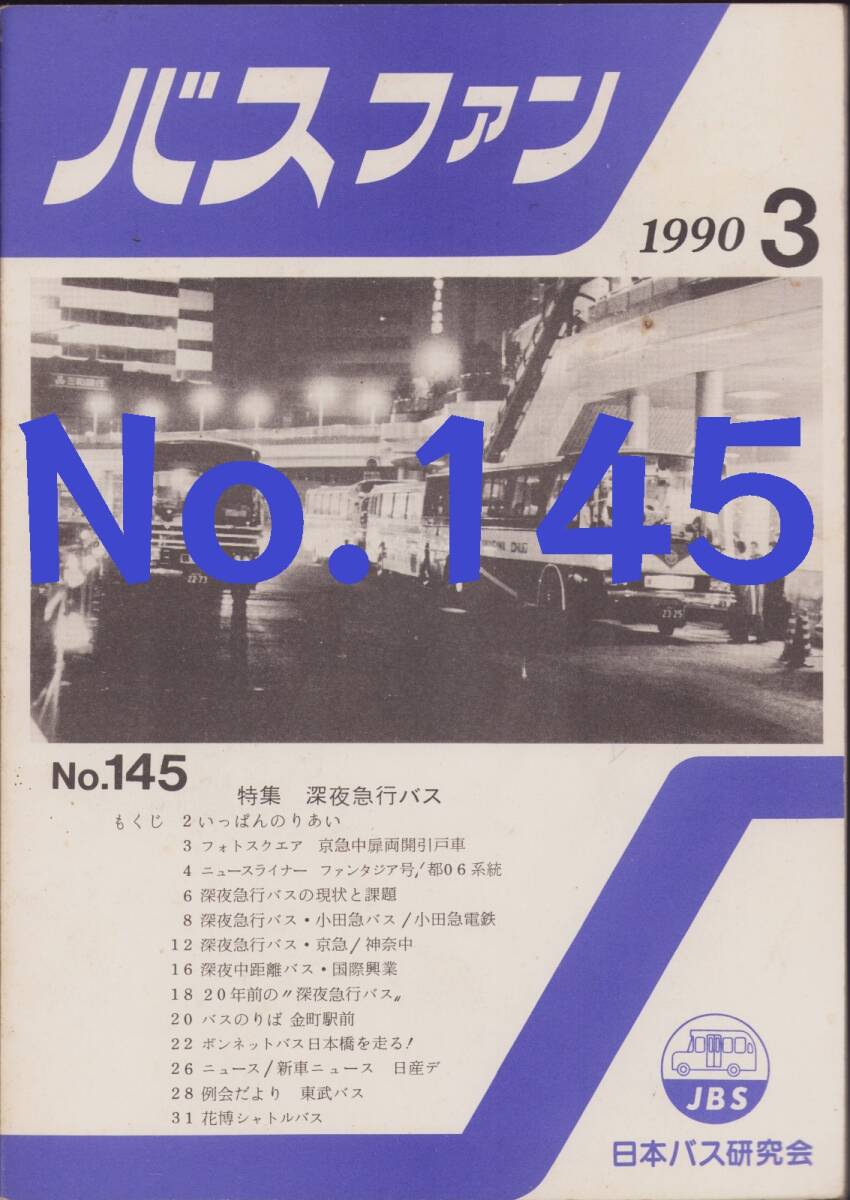 バスファン
1990 3
三和銀行
No.145
22-73
23-25
No.145
特集 深夜急行バス
もくじ 2 いっぱんのりあい
3 フォトスクエア 京急中扉両開引戸車
4 ニュースライナー ファンタジア号/都06系統
6 深夜急行バスの現状と課題
8 深夜急行バス・小田急バス/小田急電鉄
12 深夜急行バス・京急/神奈中
16 深夜中距離バス・国際興業
18 20年前の〃深夜急行バス〃
20 バスのりば 金町駅前
22 ボンネットバス日本橋を走る!
26 ニュース/新車ニュース 日産デ
28 例会だより 東武バス
31 花博シャトルバス
JBS
日本バス研究会